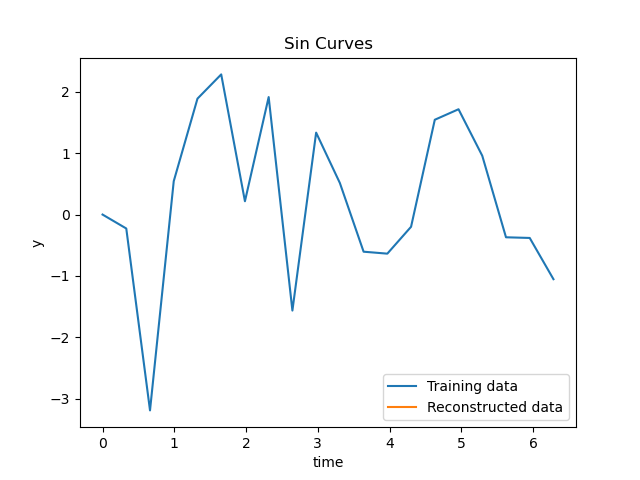 Sin Curves
y
2
1
0
−1
−2
−3
0 1 2 3 4 5 6
time
Training data
Reconstructed data